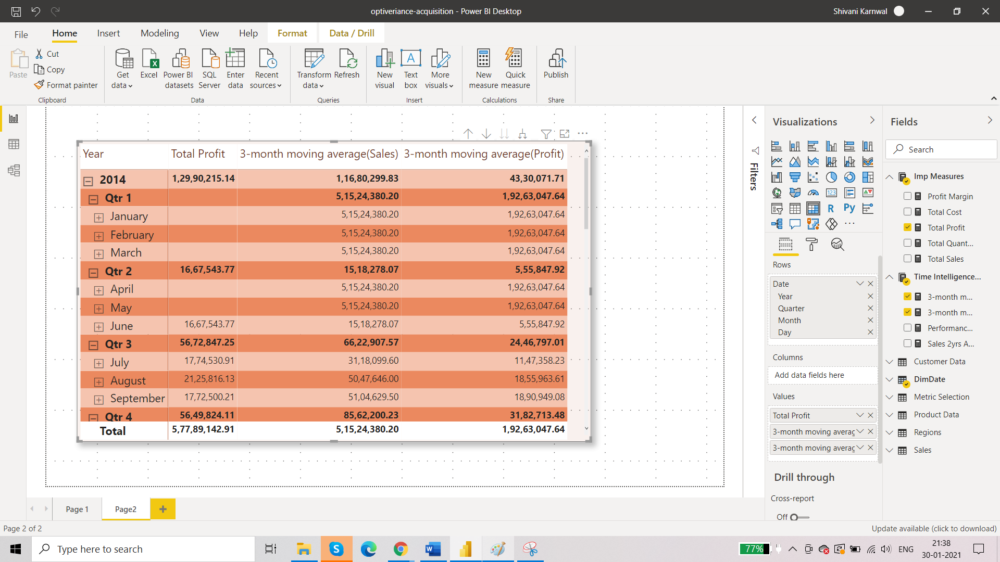 optiveriance-acquisition - Power BI Desktop
Shivani Karnwal
File Home Insert Modeling View Help Format Data / Drill
Paste
Cut
Copy
Format painter
Clipboard
Get data
Excel
Power BI datasets
SQL Server
Enter data
Recent sources
Data
Transform data
Refresh
Queries
New visual
Text box
More visuals
Insert
New measure
Quick measure
Calculations
Publish
Share
Year Total Profit 3-month moving average(Sales) 3-month moving average(Profit)
2014 1,29,90,215.14 1,16,80,299.83 43,30,071.71
Qtr 1 5,15,24,380.20 1,92,63,047.64
January 5,15,24,380.20 1,92,63,047.64
February 5,15,24,380.20 1,92,63,047.64
March 5,15,24,380.20 1,92,63,047.64
Qtr 2 16,67,543.77 15,18,278.07 5,55,847.92
April 5,15,24,380.20 1,92,63,047.64
May 5,15,24,380.20 1,92,63,047.64
June 16,67,543.77 15,18,278.07 5,55,847.92
Qtr 3 56,72,847.25 66,22,907.57 24,46,797.01
July 17,74,530.91 31,18,099.60 11,47,358.23
August 21,25,816.13 50,47,646.00 18,55,963.61
September 17,72,500.21 51,04,629.50 18,90,949.08
Qtr 4 56,49,824.11 85,62,200.23 31,82,713.48
Total 5,77,89,142.91 5,15,24,380.20 1,92,63,047.64
Filters
Visualizations
123
R
Py
Rows
Date
Year
Quarter
Month
Day
Columns
Add data fields here
Values
Total Profit
3-month moving averag
3-month moving averag
Drill through
Cross-report
Off
Fields
Search
Imp Measures
Profit Margin
Total Cost
Total Profit
Total Quant...
Total Sales
Time Intelligence...
3-month m...
3-month m...
Performanc...
Sales 2yrs A...
Customer Data
DimDate
Metric Selection
Product Data
Regions
Sales
Page 1 Page2
Page 2 of 2
Update available (click to download)
Type here to search
77%
ENG
21:38
30-01-2021